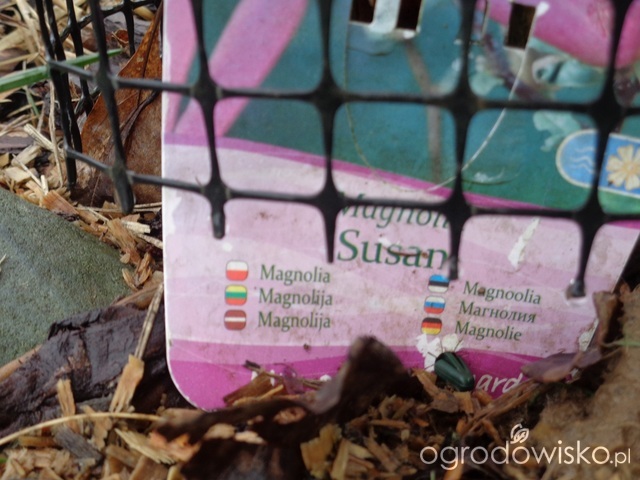 Susan
Magnolia
Magnolija
Magnolija
Magnoolia
Магнолия
Magnolie
ogrodowisko.pl